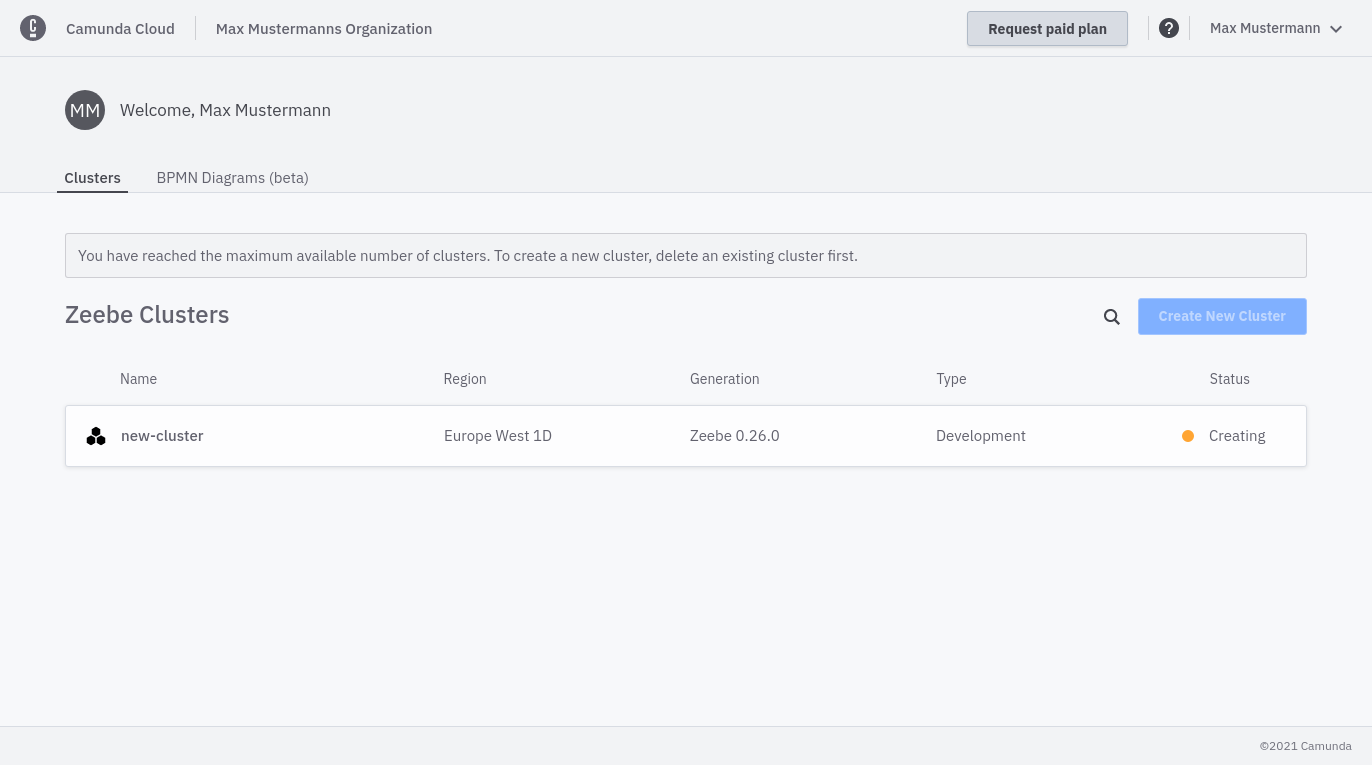 Camunda Cloud
Max Mustermanns Organization
Request paid plan
?
Max Mustermann
MM
Welcome, Max Mustermann
Clusters
BPMN Diagrams (beta)
You have reached the maximum available number of clusters. To create a new cluster, delete an existing cluster first.
Zeebe Clusters
Create New Cluster
Name Region Generation Type Status
new-cluster Europe West 1D Zeebe 0.26.0 Development Creating
©2021 Camunda